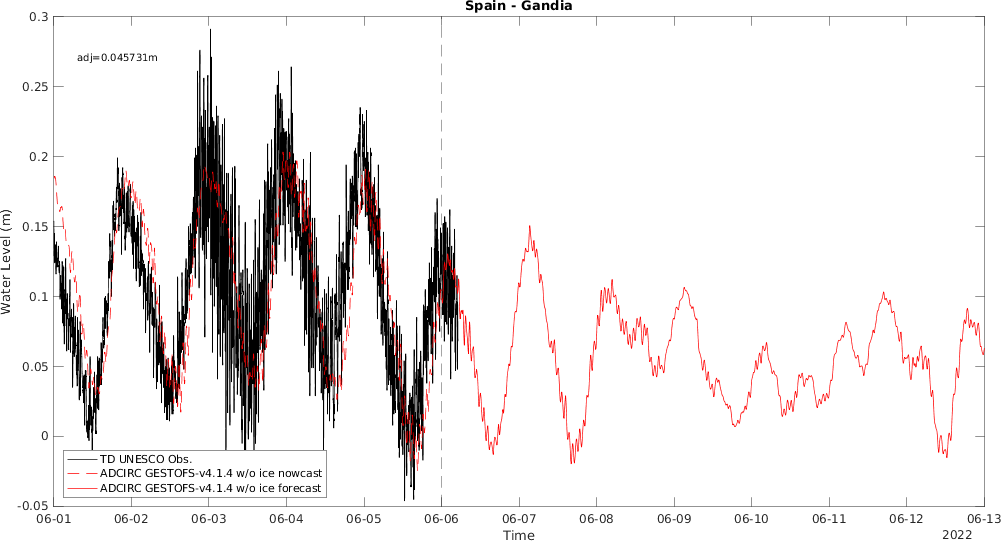 Spain - Gandia
adj=0.045731m
Water Level (m)
0.3
0.25
0.2
0.15
0.1
0.05
0
-0.05
TD UNESCO Obs.
ADCIRC GESTOFS-v4.1.4 w/o ice nowcast
ADCIRC GESTOFS-v4.1.4 w/o ice forecast
06-01 06-02 06-03 06-04 06-05 06-06 06-07 06-08 06-09 06-10 06-11 06-12 06-13
Time
2022